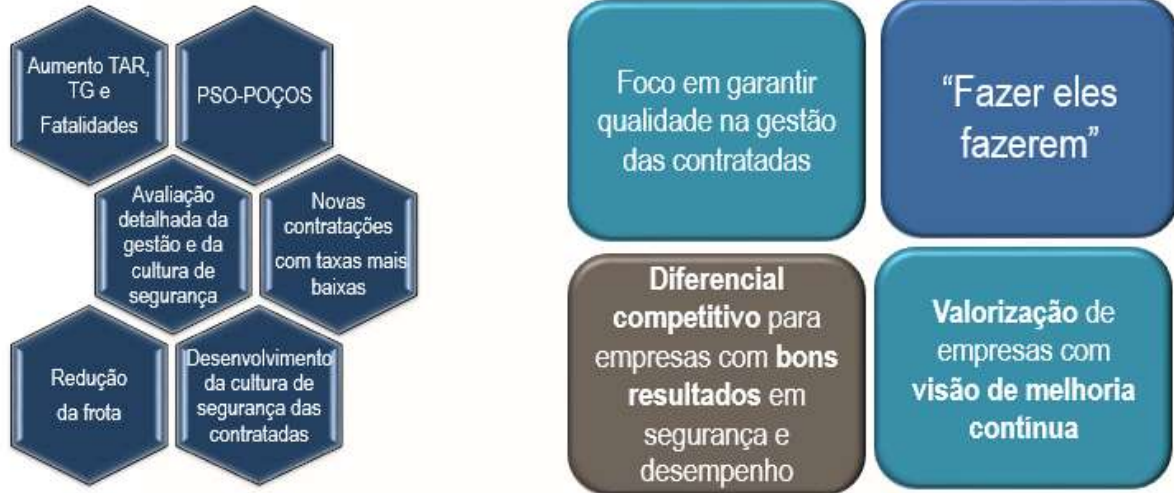 Aumento TAR,
TG e
Fatalidades
PSO-POÇOS
Avaliação
detalhada da
gestão e da
cultura de
segurança
Novas
contratações
com taxas mais
baixas
Redução
da frota
Desenvolvimento
da cultura de
segurança das
contratadas
Foco em garantir
qualidade na gestão
das contratadas
“Fazer eles
fazerem”
Diferencial
competitivo para
empresas com bons
resultados em
segurança e
desempenho
Valorização de
empresas com
visão de melhoria
contínua